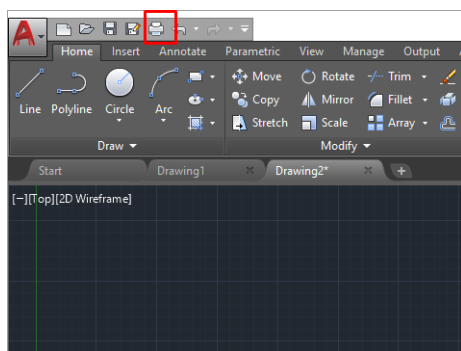 A
Home Insert Annotate Parametric View Manage Output
Line Polyline Circle Arc
Move Rotate Trim
Copy Mirror Fillet
Stretch Scale Array
Draw Modify
Start Drawing1 Drawing2*
[−][Top][2D Wireframe]